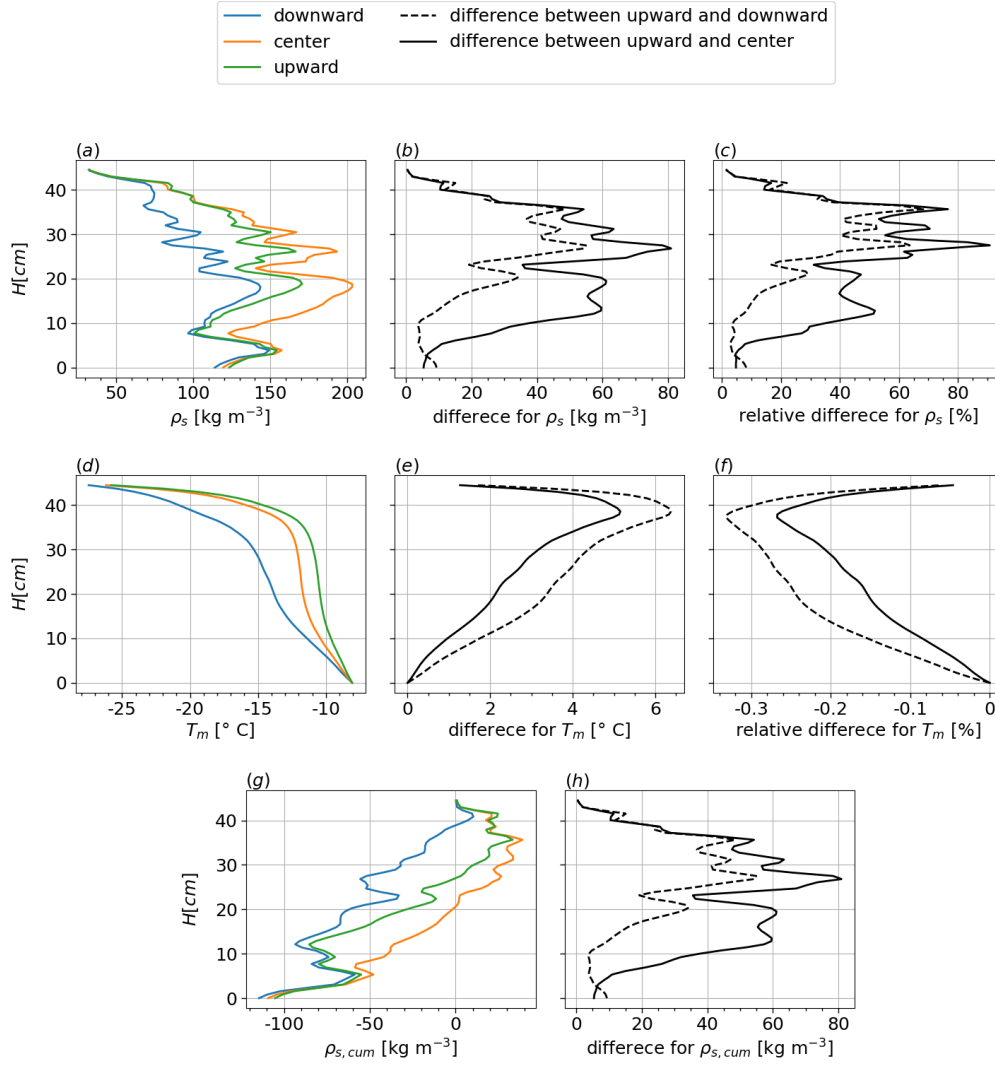 downward
center
upward
difference between upward and downward
difference between upward and center
(a)
(b)
(c)
H[cm]
40
30
20
10
0
50
100
150
200
0
20
40
60
80
0
20
40
60
80
ρs [kg m⁻³]
differece for ρs [kg m⁻³]
relative differece for ρs [%]
(d)
(e)
(f)
H[cm]
40
30
20
10
0
-25
-20
-15
-10
0
2
4
6
-0.3
-0.2
-0.1
0
Tm [° C]
differece for Tm [° C]
relative differece for Tm [%]
(g)
(h)
H[cm]
40
30
20
10
0
-100
-50
0
0
20
40
60
80
ρs,cum [kg m⁻³]
differece for ρs,cum [kg m⁻³]